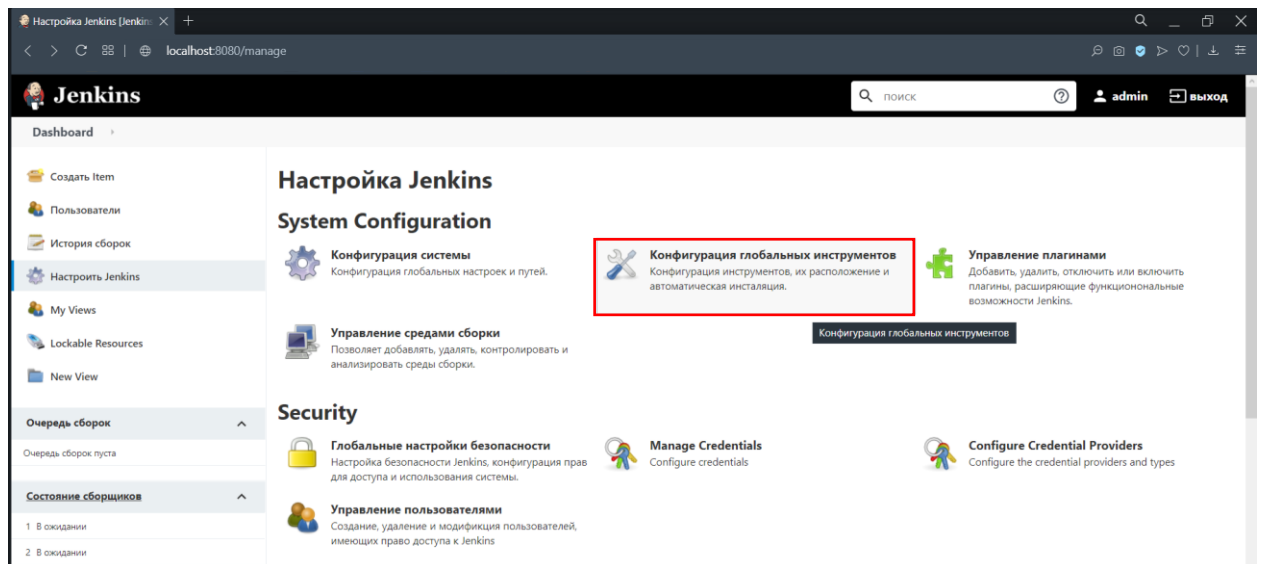 Настройка Jenkins [Jenkins
localhost:8080/manage
Jenkins
поиск
admin
выход
Dashboard
Создать Item
Пользователи
История сборок
Настроить Jenkins
My Views
Lockable Resources
New View
Очередь сборок
Очередь сборок пуста
Состояние сборщиков
1 В ожидании
2 В ожидании
Настройка Jenkins
System Configuration
Конфигурация системы
Конфигурация глобальных настроек и путей.
Конфигурация глобальных инструментов
Конфигурация инструментов, их расположение и
автоматическая инсталяция.
Управление плагинами
Добавить, удалить, отключить или включить
плагины, расширяющие функционональные
возможности Jenkins.
Управление средами сборки
Позволяет добавлять, удалять, контролировать и
анализировать среды сборки.
Конфигурация глобальных инструментов
Security
Глобальные настройки безопасности
Настройка безопасности Jenkins, конфигурация прав
для доступа и использования системы.
Manage Credentials
Configure credentials
Configure Credential Providers
Configure the credential providers and types
Управление пользователями
Создание, удаление и модификция пользователей,
имеющих право доступа к Jenkins